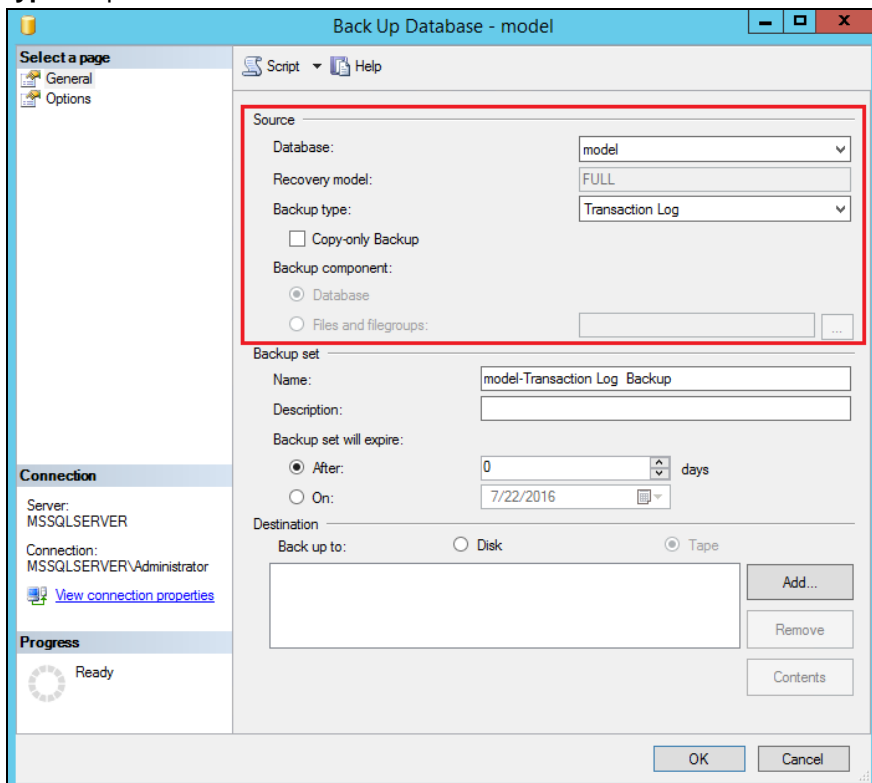 Back Up Database - model
Select a page
General
Options
Script
Help
Source
Database:
model
Recovery model:
FULL
Backup type:
Transaction Log
Copy-only Backup
Backup component:
Database
Files and filegroups:
...
Backup set
Name:
model-Transaction Log Backup
Description:
Backup set will expire:
After:
0
days
On:
7/22/2016
Destination
Back up to:
Disk
Tape
Add...
Remove
Contents
Connection
Server:
MSSQLSERVER
Connection:
MSSQLSERVER\Administrator
View connection properties
Progress
Ready
OK
Cancel